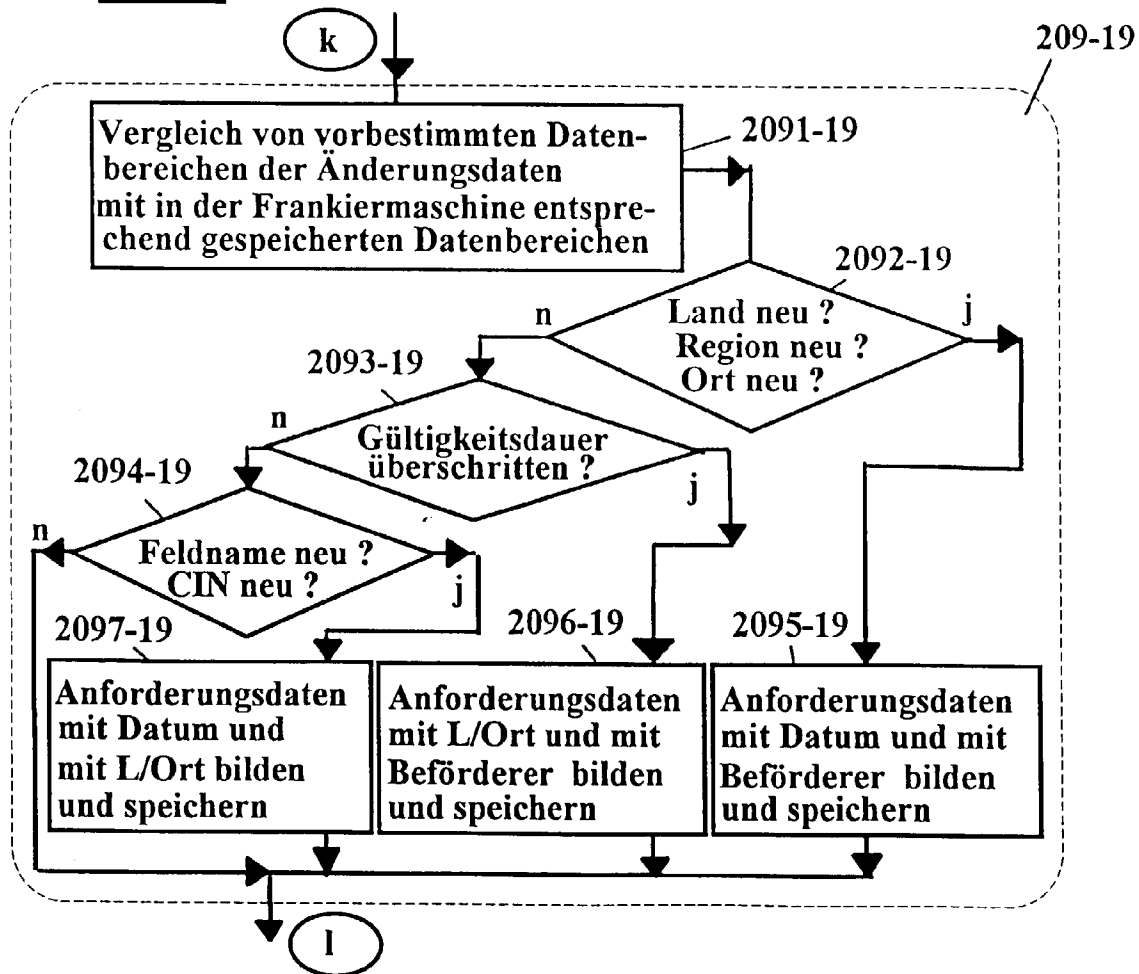 k
209-19
Vergleich von vorbestimmten Daten-
bereichen der Änderungsdaten
mit in der Frankiermaschine entspre-
chend gespeicherten Datenbereichen
2091-19
2092-19
n
Land neu ?
Region neu ?
Ort neu ?
j
2093-19
n
Gültigkeitsdauer
überschritten ?
j
2094-19
n
Feldname neu ?
CIN neu ?
j
2097-19
2096-19
2095-19
Anforderungsdaten
mit Datum und
mit L/Ort bilden
und speichern
Anforderungsdaten
mit L/Ort und mit
Beförderer bilden
und speichern
Anforderungsdaten
mit Datum und mit
Beförderer bilden
und speichern
l